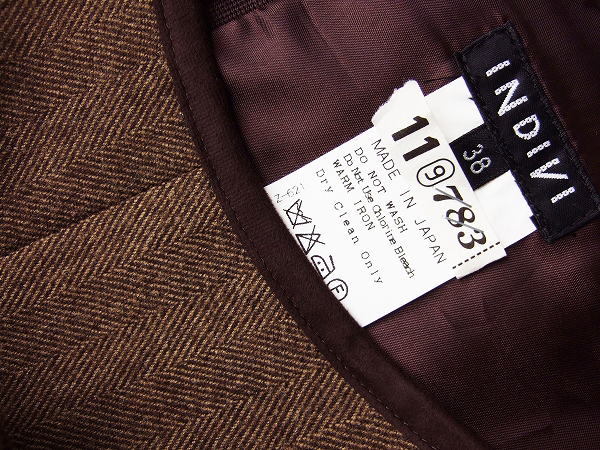 INDIVI
38
11 9 783
MADE IN JAPAN
DO NOT WASH
Do Not Use Chlorine Bleach
WARM IRON
Dry Clean Only
Z-621
F